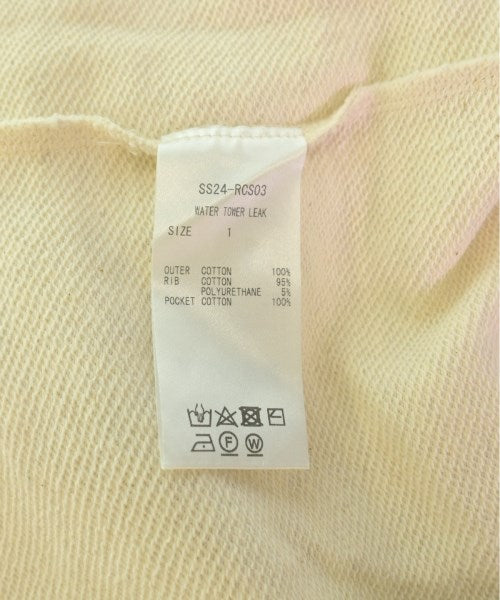 SS24-RCS03
WATER TOWER LEAK
SIZE 1
OUTER COTTON 100%
RIB COTTON 95%
POLYURETHANE 5%
POCKET COTTON 100%
F W